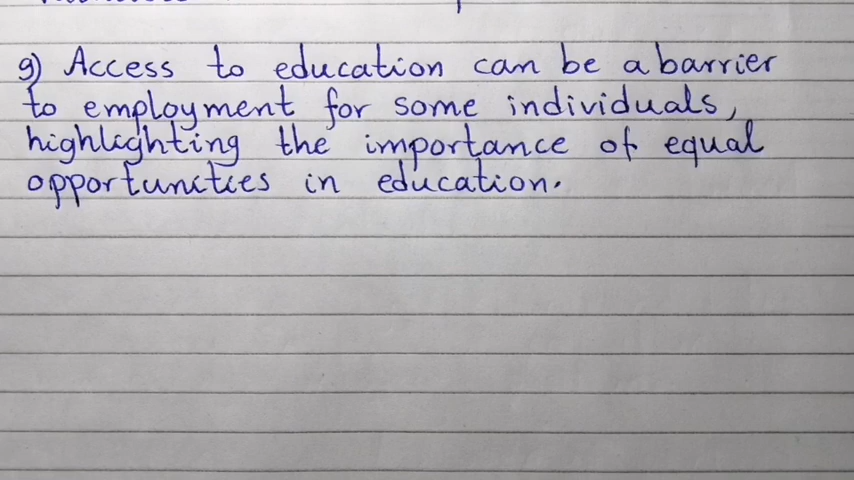 9) Access to education can be a barrier
to employment for some individuals,
highlighting the importance of equal
opportunities in education.